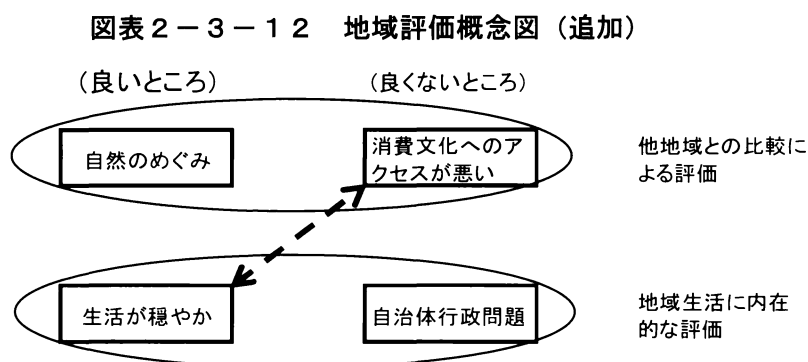 図表２－３－１２　地域評価概念図（追加）
（良いところ）
（良くないところ）
自然のめぐみ
消費文化へのア
クセスが悪い
他地域との比較に
よる評価
生活が穏やか
自治体行政問題
地域生活に内在
的な評価